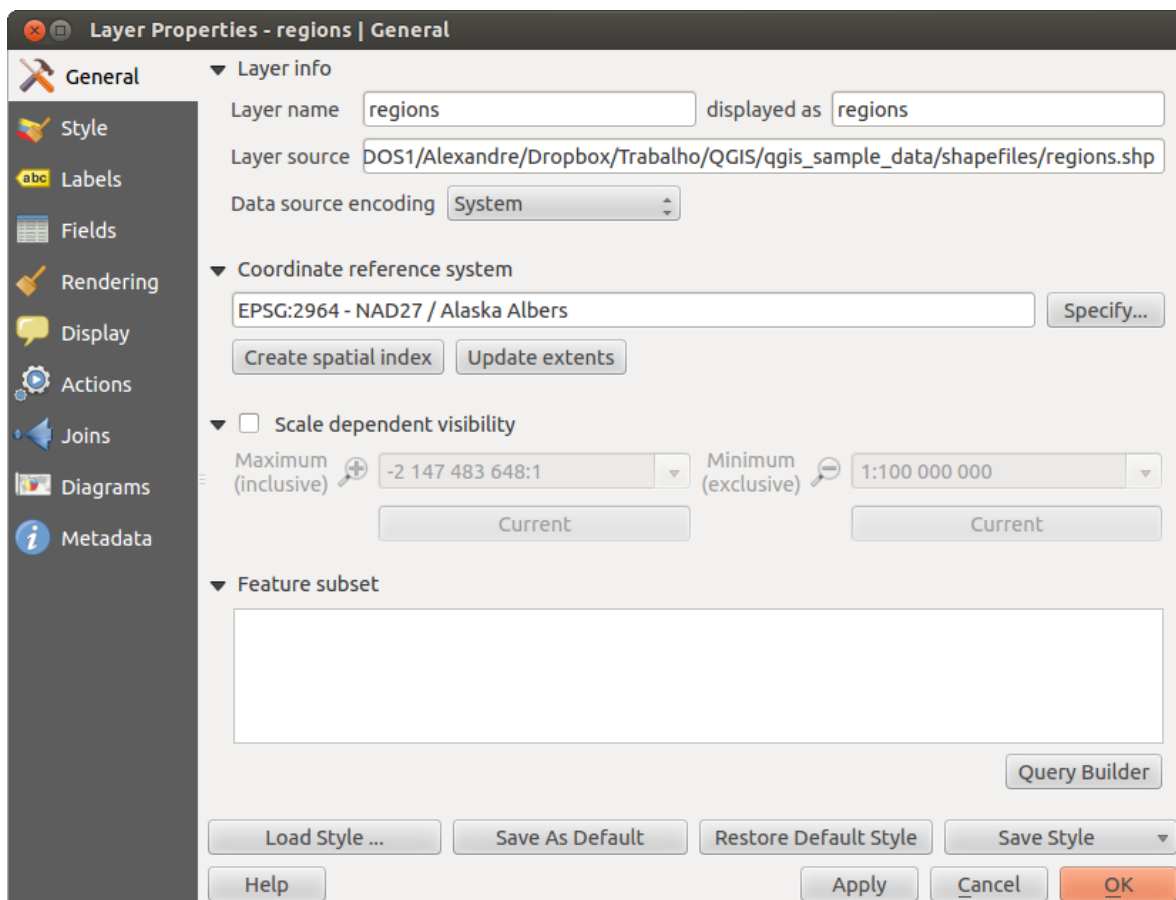 Layer Properties - regions | General
General
Style
abc Labels
Fields
Rendering
Display
Actions
Joins
Diagrams
Metadata
Layer info
Layer name regions displayed as regions
Layer source DOS1/Alexandre/Dropbox/Trabalho/QGIS/qgis_sample_data/shapefiles/regions.shp
Data source encoding System
Coordinate reference system
EPSG:2964 - NAD27 / Alaska Albers Specify...
Create spatial index Update extents
Scale dependent visibility
Maximum (inclusive) -2 147 483 648:1 Minimum (exclusive) 1:100 000 000
Current Current
Feature subset
Query Builder
Load Style ... Save As Default Restore Default Style Save Style
Help Apply Cancel OK